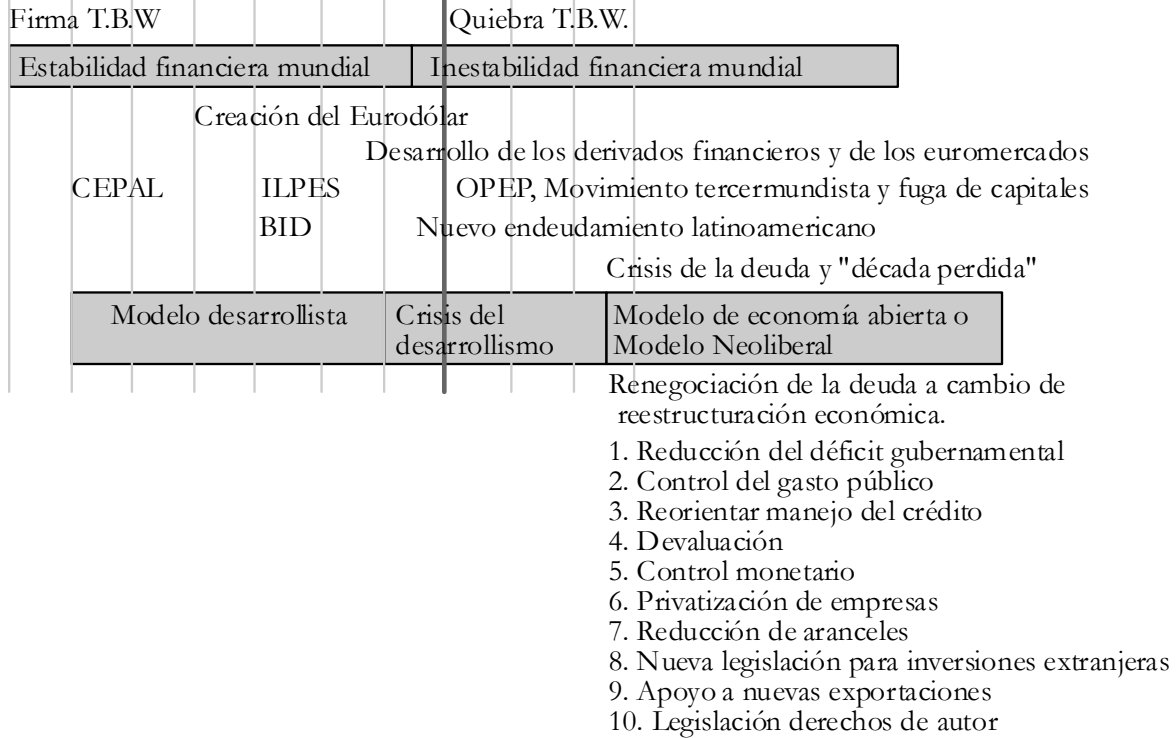 Firma T.B.W
Quiebra T.B.W.
Estabilidad financiera mundial
Inestabilidad financiera mundial
Creación del Eurodólar
Desarrollo de los derivados financieros y de los euromercados
CEPAL
ILPES
OPEP, Movimiento tercermundista y fuga de capitales
BID
Nuevo endeudamiento latinoamericano
Crisis de la deuda y "década perdida"
Modelo desarrollista
Crisis del
desarrollismo
Modelo de economía abierta o
Modelo Neoliberal
Renegociación de la deuda a cambio de
reestructuración económica.
1. Reducción del déficit gubernamental
2. Control del gasto público
3. Reorientar manejo del crédito
4. Devaluación
5. Control monetario
6. Privatización de empresas
7. Reducción de aranceles
8. Nueva legislación para inversiones extranjeras
9. Apoyo a nuevas exportaciones
10. Legislación derechos de autor